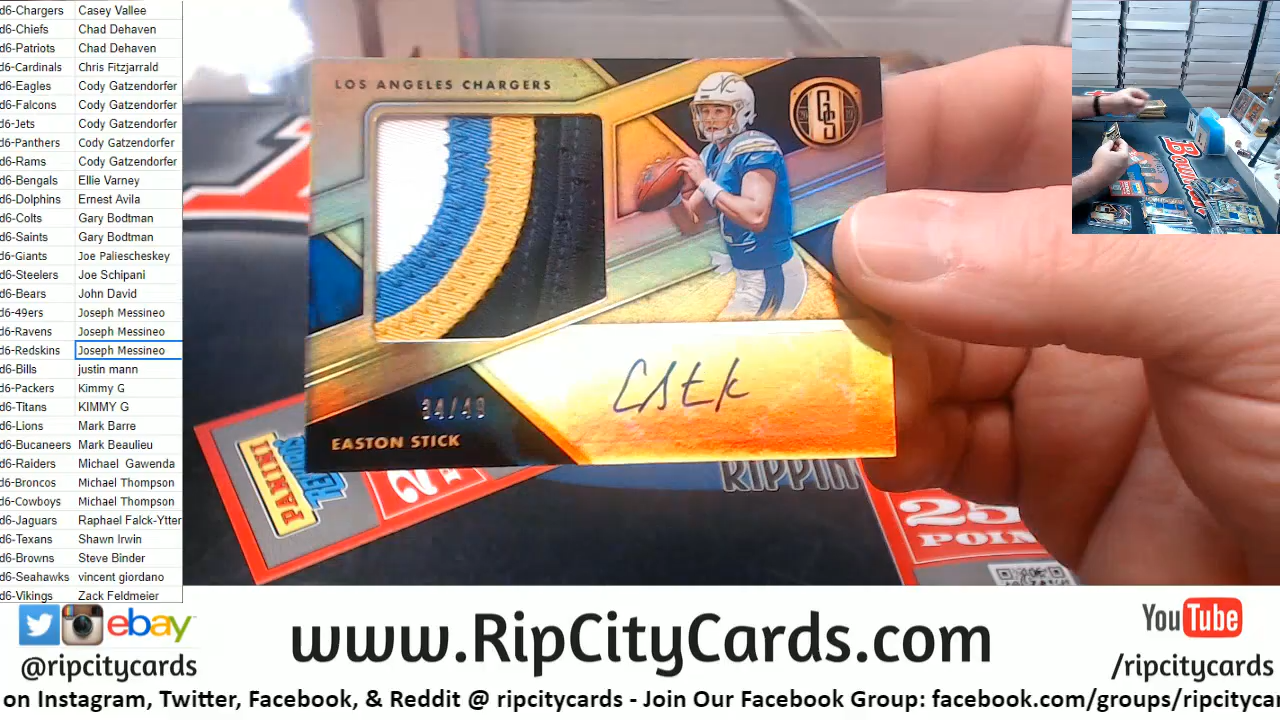 d6-Chargers Casey Vallee
d6-Chiefs Chad Dehaven
d6-Patriots Chad Dehaven
d6-Cardinals Chris Fitzjarrald
d6-Eagles Cody Gatzendorfer
d6-Falcons Cody Gatzendorfer
d6-Jets Cody Gatzendorfer
d6-Panthers Cody Gatzendorfer
d6-Rams Cody Gatzendorfer
d6-Bengals Ellie Varney
d6-Dolphins Ernest Avila
d6-Colts Gary Bodtman
d6-Saints Gary Bodtman
d6-Giants Joe Paliescheskey
d6-Steelers Joe Schipani
d6-Bears John David
d6-49ers Joseph Messineo
d6-Ravens Joseph Messineo
d6-Redskins Joseph Messineo
d6-Bills justin mann
d6-Packers Kimmy G
d6-Titans KIMMY G
d6-Lions Mark Barre
d6-Bucaneers Mark Beaulieu
d6-Raiders Michael Gawenda
d6-Broncos Michael Thompson
d6-Cowboys Michael Thompson
d6-Jaguars Raphael Falck-Ytter
d6-Texans Shawn Irwin
d6-Browns Steve Binder
d6-Seahawks vincent giordano
d6-Vikings Zack Feldmeier
LOS ANGELES CHARGERS
GS
34/49
EASTON STICK
PANINI
RIPPIN
25
POIN
ebay
@ripcitycards
www.RipCityCards.com
YouTube
/ripcitycards
on Instagram, Twitter, Facebook, & Reddit @ ripcitycards - Join Our Facebook Group: facebook.com/groups/ripcitycar